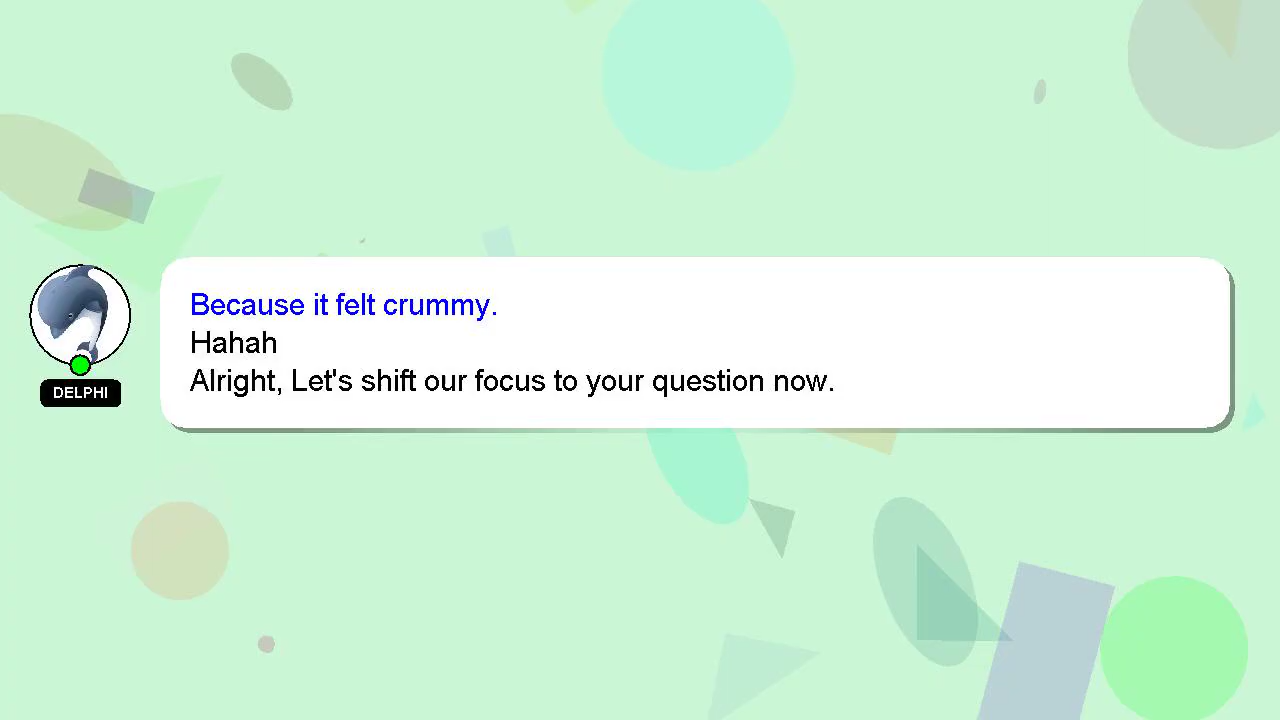 Because it felt crummy.
Hahah
Alright, Let's shift our focus to your question now.
DELPHI